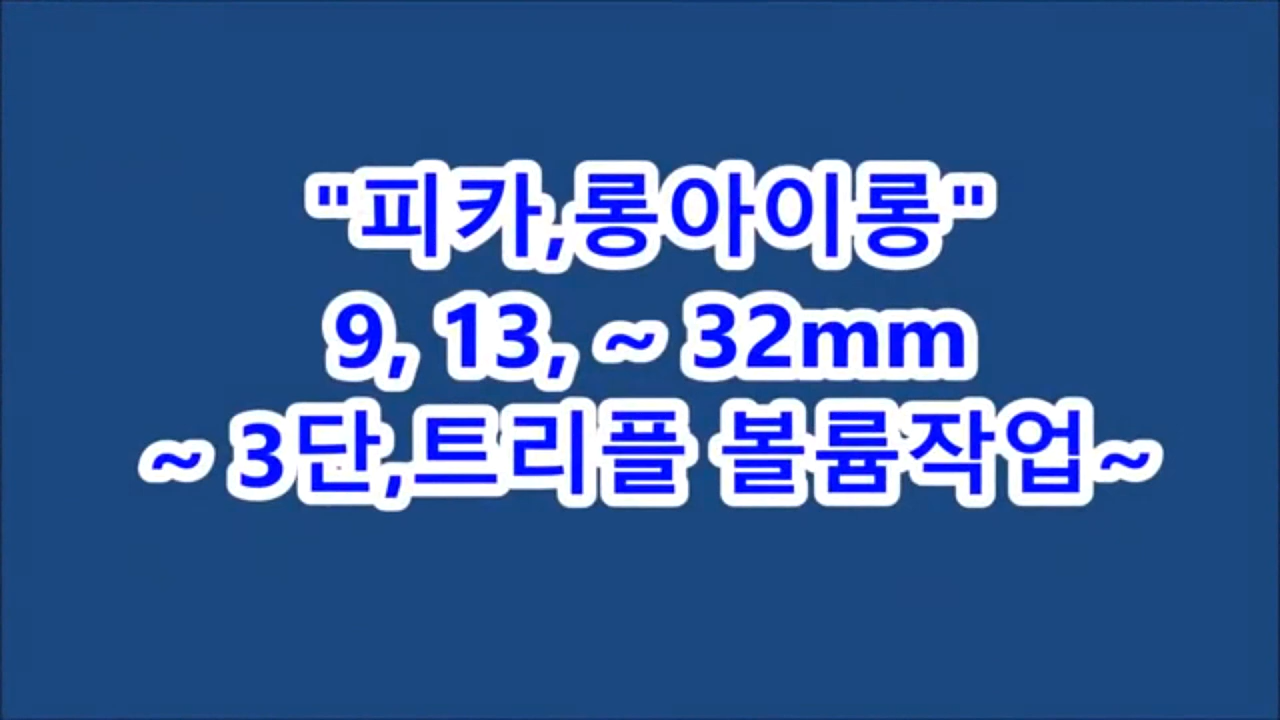 "피카,롱아이롱"
9, 13, ~ 32mm
~ 3단,트리플 볼륨작업~